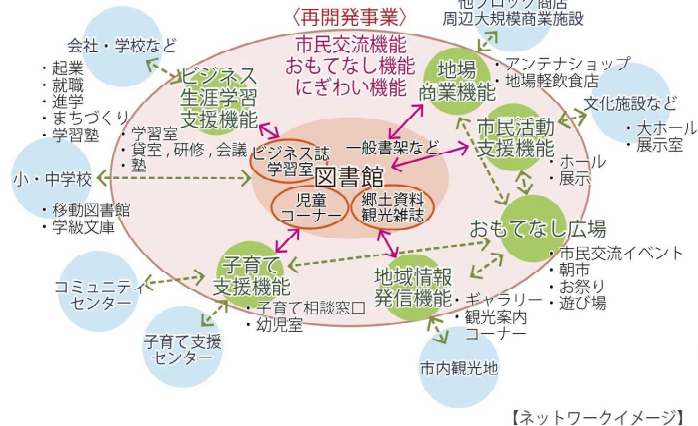 〈再開発事業〉
他ブロック商店
周辺大規模商業施設
会社・学校など
・起業
・就職
・進学
・まちづくり
・学習塾
ビジネス
生涯学習
支援機能
・学習室
・貸室,研修,会議
・塾
市民交流機能
おもてなし機能
にぎわい機能
地場
商業機能
・アンテナショップ
・地場軽飲食店
文化施設など
・大ホール
・展示室
市民活動
支援機能
・ホール
・展示
ビジネス誌
学習室
一般書架など
図書館
児童
コーナー
郷土資料
観光雑誌
小・中学校
・移動図書館
・学級文庫
おもてなし広場
・市民交流イベント
・朝市
・お祭り
・遊び場
子育て
支援機能
・子育て相談窓口
・幼児室
地域情報
発信機能
・ギャラリー
・観光案内
コーナー
コミュニティ
センター
子育て支援
センター
市内観光地
【ネットワークイメージ】